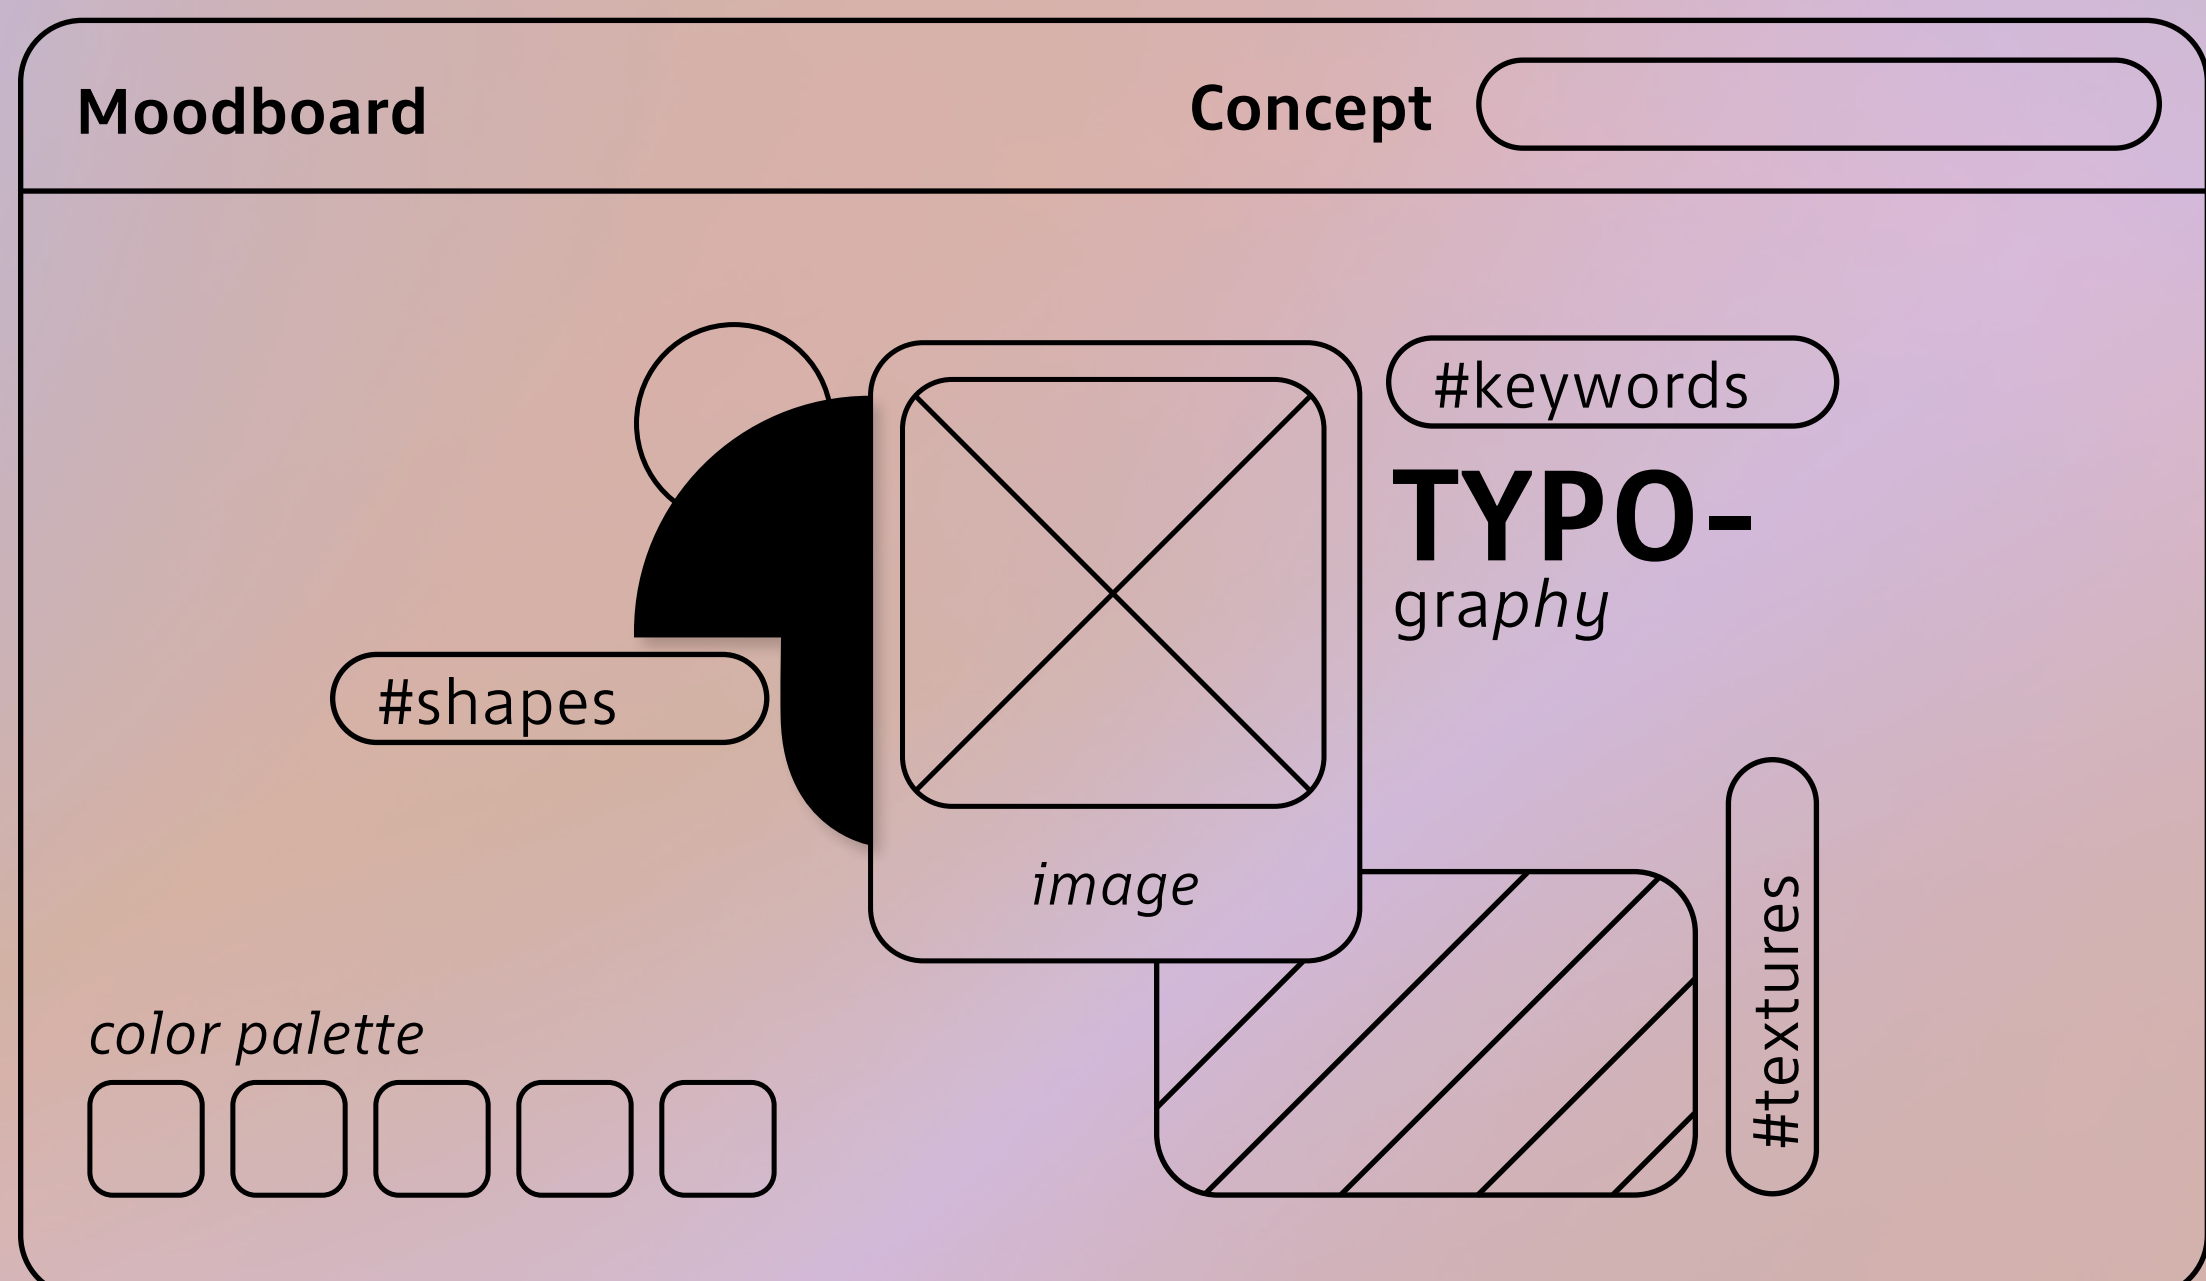 Moodboard
Concept
#keywords
TYPO-
graphy
#shapes
image
#textures
color palette